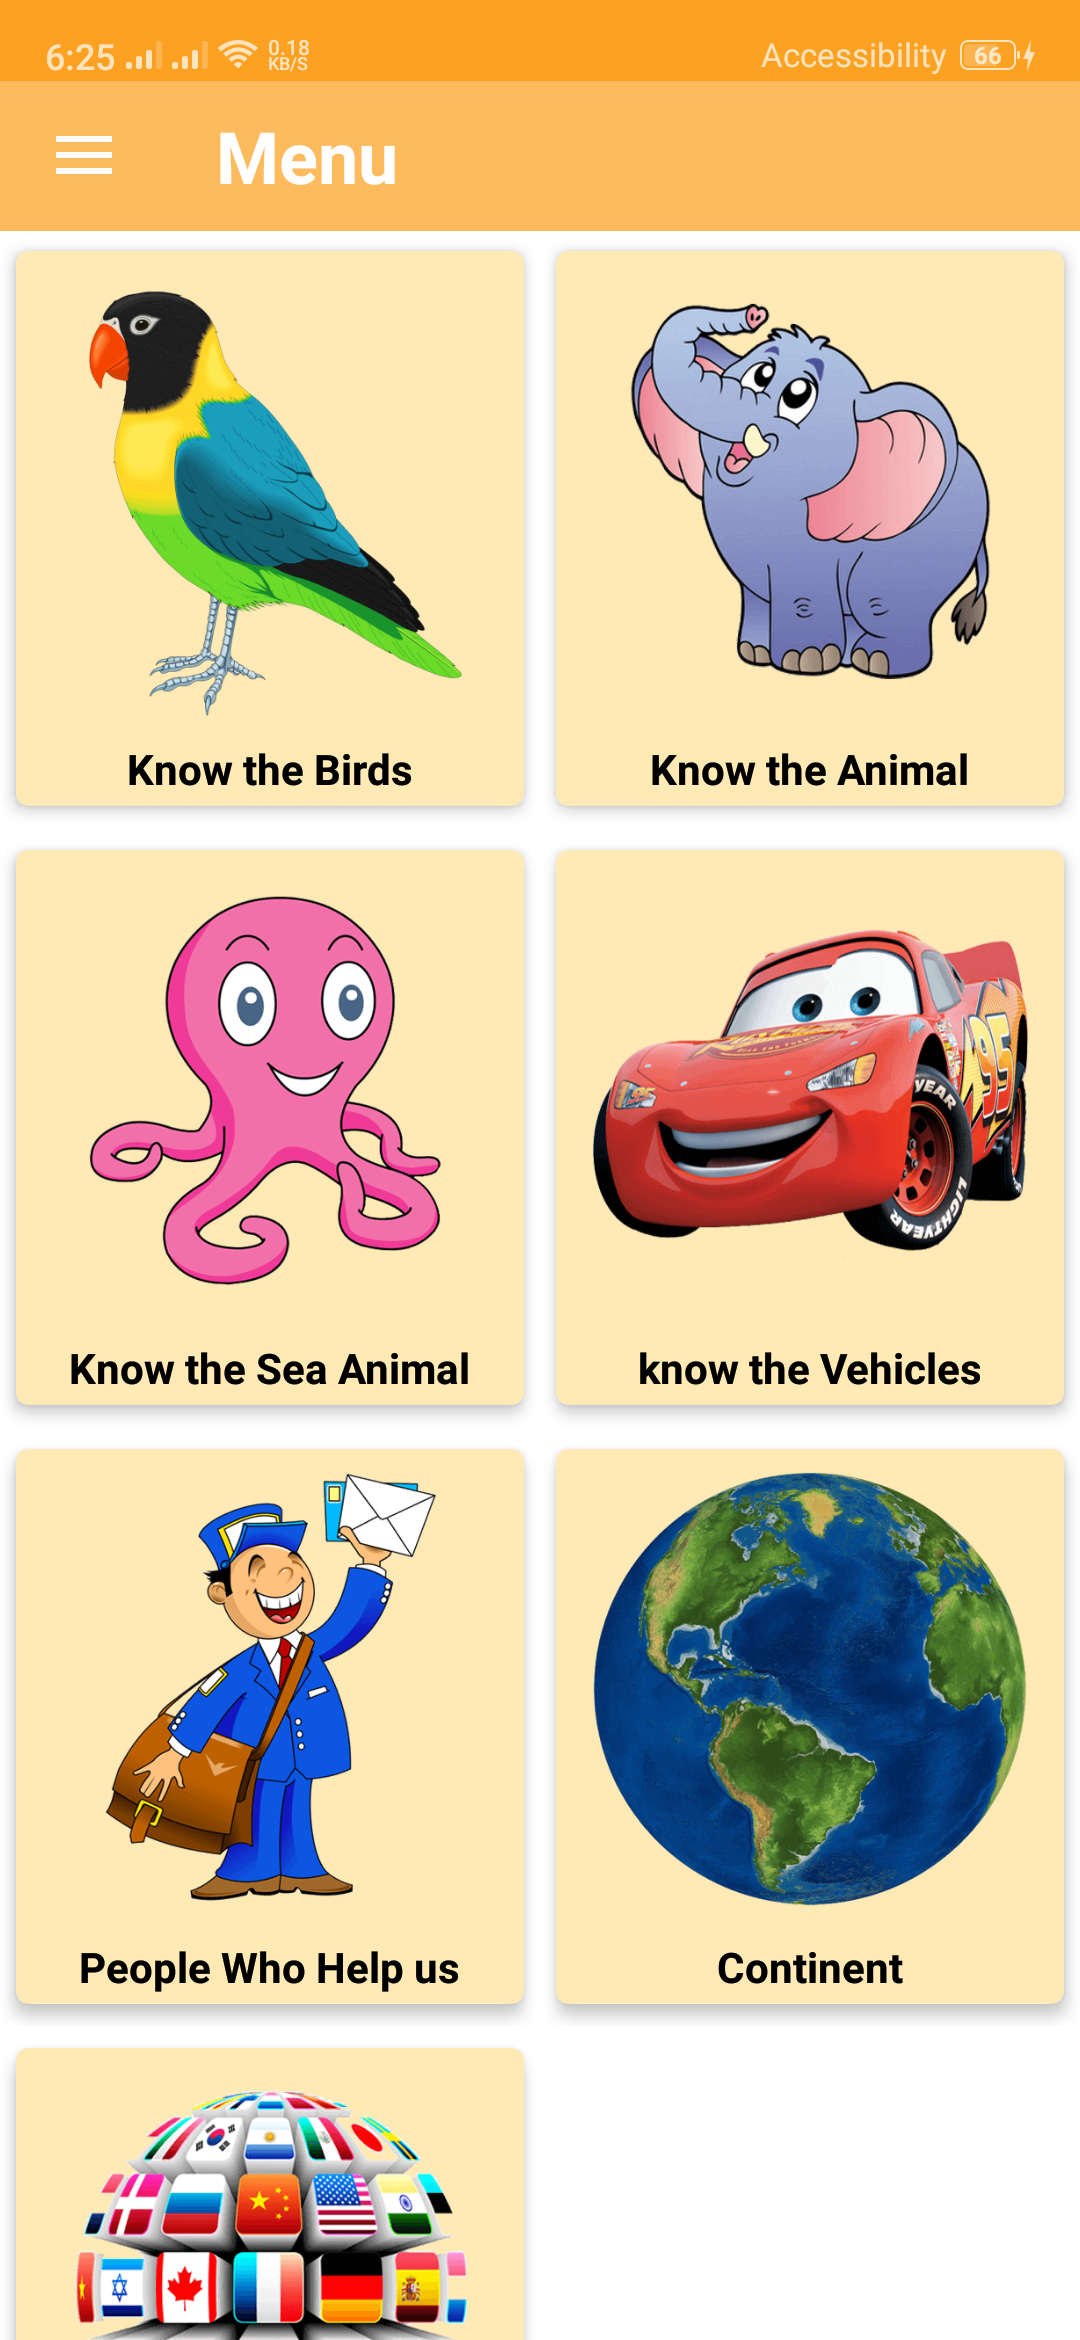 6:25 0.18 KB/S Accessibility 66
Menu
Know the Birds
Know the Animal
95
YEAR
LIGHTYEAR
Know the Sea Animal
know the Vehicles
People Who Help us
Continent